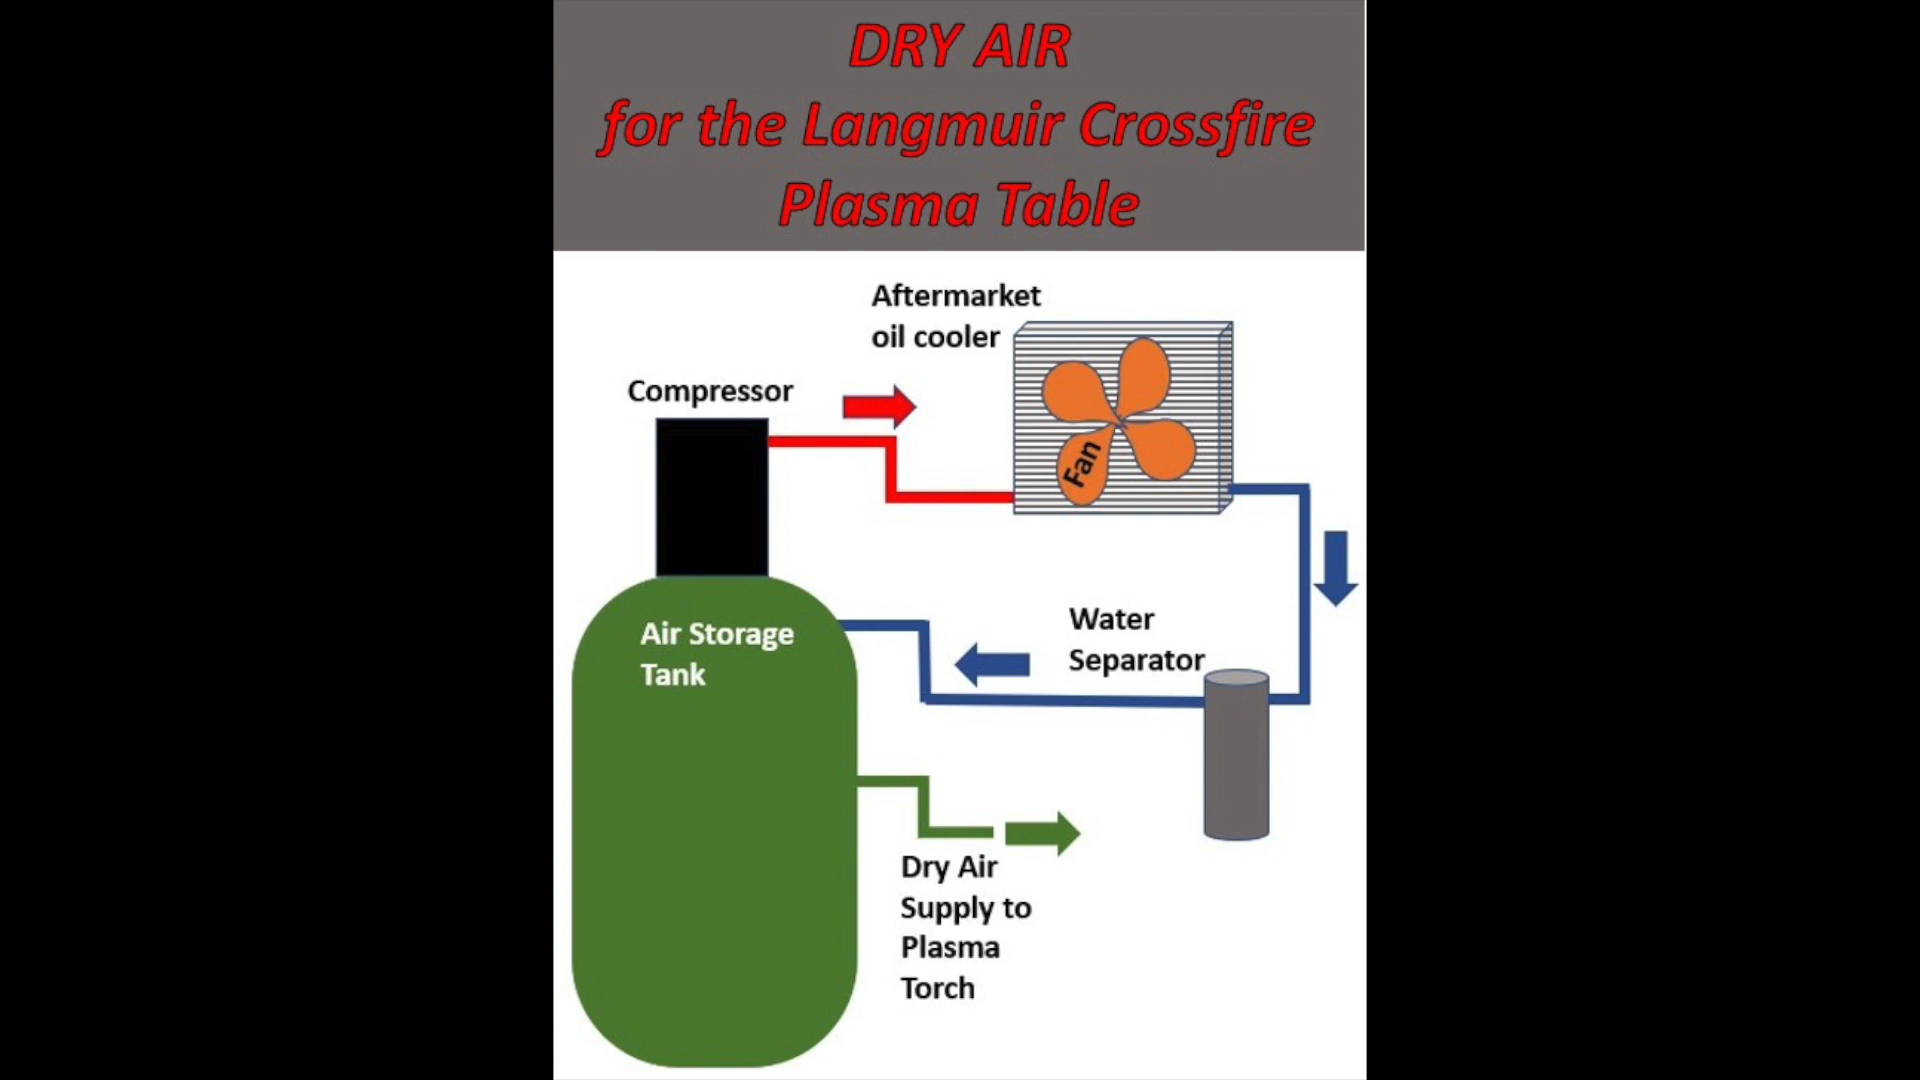 DRY AIR
for the Langmuir Crossfire
Plasma Table
Aftermarket
oil cooler
Compressor
Fan
Air Storage
Tank
Water
Separator
Dry Air
Supply to
Plasma
Torch